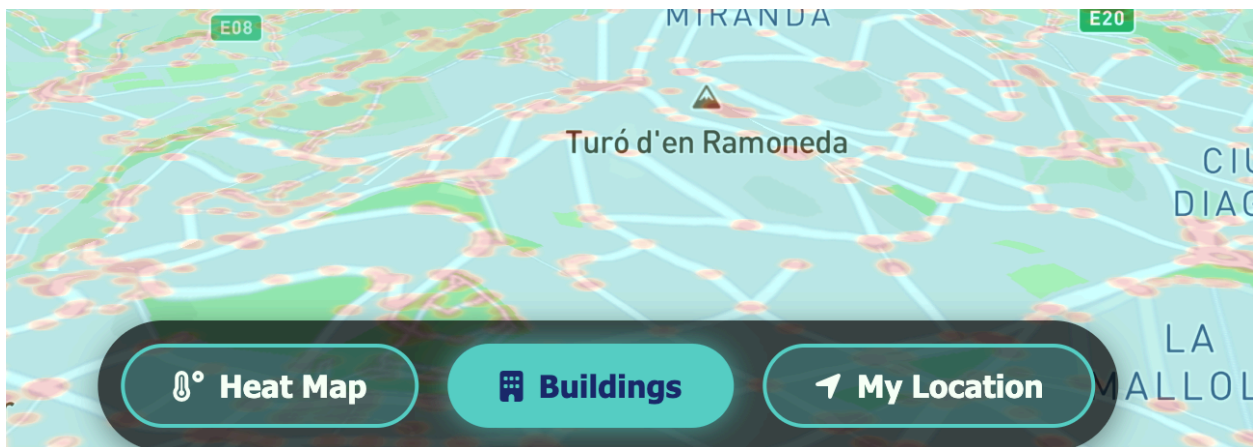 E08
MIRANDA
E20
Turó d'en Ramoneda
CIU
DIAG
LA
MALLOL
Heat Map
Buildings
My Location